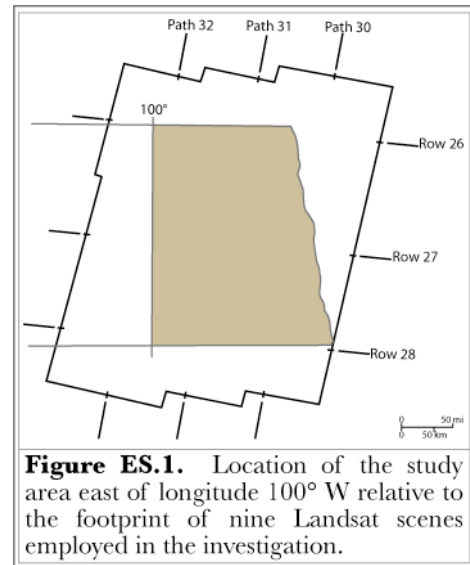 Path 32 Path 31 Path 30
100°
Row 26
Row 27
Row 28
0 50 mi
0 50 km
Figure ES.1. Location of the study
area east of longitude 100° W relative to
the footprint of nine Landsat scenes
employed in the investigation.